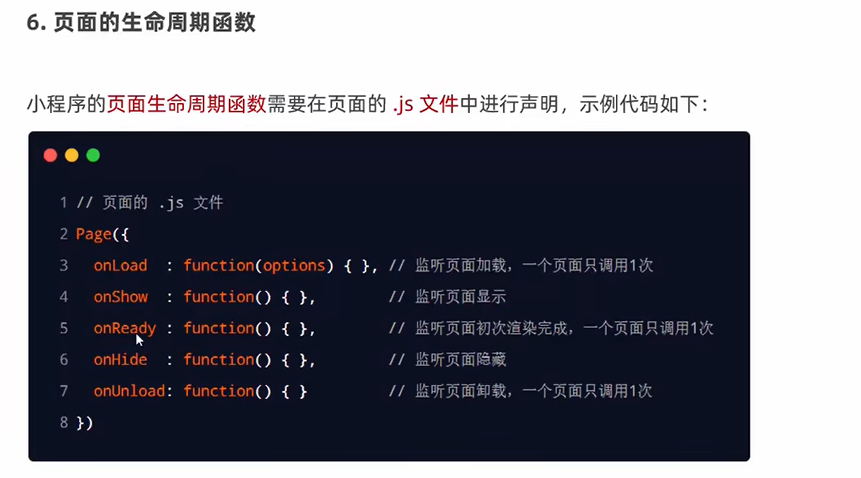 6. 页面的生命周期函数
小程序的页面生命周期函数需要在页面的 .js 文件中进行声明，示例代码如下：
1 // 页面的 .js 文件
2 Page({
3 onLoad : function(options) { }, // 监听页面加载，一个页面只调用1次
4 onShow : function() { }, // 监听页面显示
5 onReady : function() { }, // 监听页面初次渲染完成，一个页面只调用1次
6 onHide : function() { }, // 监听页面隐藏
7 onUnload: function() { } // 监听页面卸载，一个页面只调用1次
8 })